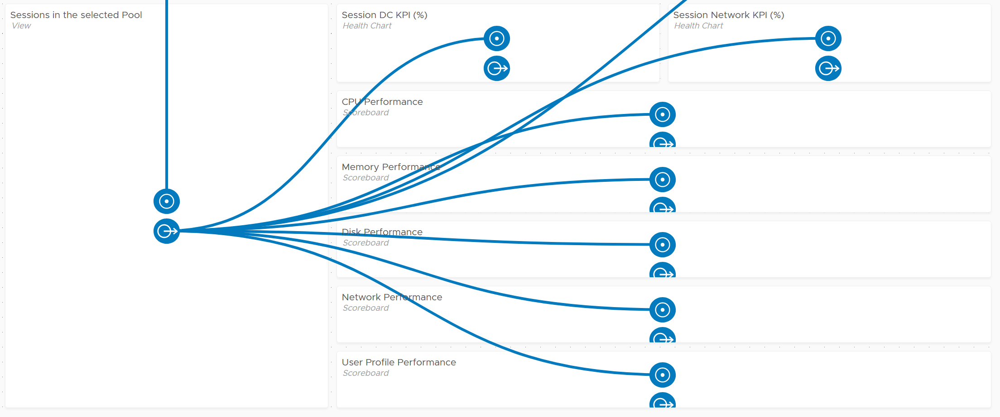 Sessions in the selected Pool
View
Session DC KPI (%)
Health Chart
Session Network KPI (%)
Health Chart
CPU Performance
Scoreboard
Memory Performance
Scoreboard
Disk Performance
Scoreboard
Network Performance
Scoreboard
User Profile Performance
Scoreboard